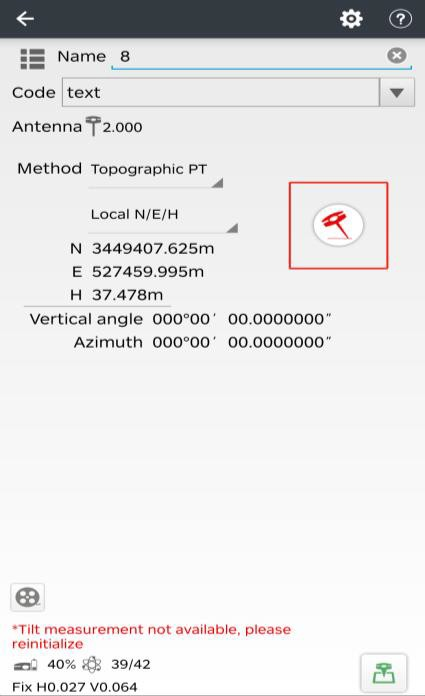 Name 8
Code text
Antenna 2.000
Method Topographic PT
Local N/E/H
N 3449407.625m
E 527459.995m
H 37.478m
Vertical angle 000°00′ 00.0000000″
Azimuth 000°00′ 00.0000000″
*Tilt measurement not available, please
reinitialize
40% 39/42
Fix H0.027 V0.064